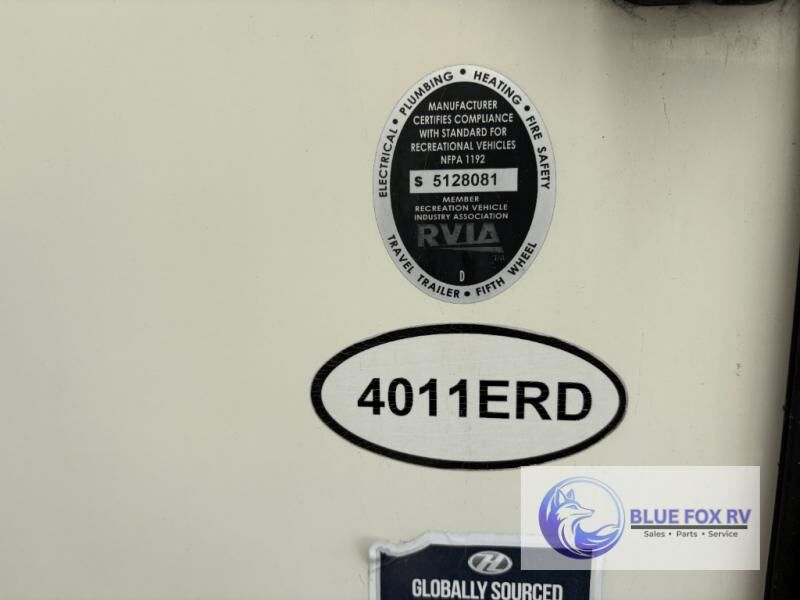 ELECTRICAL • PLUMBING • HEATING • FIRE SAFETY
MANUFACTURER
CERTIFIES COMPLIANCE
WITH STANDARD FOR
RECREATIONAL VEHICLES
NFPA 1192
S 5128081
MEMBER
RECREATION VEHICLE
INDUSTRY ASSOCIATION
RVIA
TM
D
TRAVEL TRAILER • FIFTH WHEEL
4011ERD
BLUE FOX RV
Sales • Parts • Service
H
GLOBALLY SOURCED